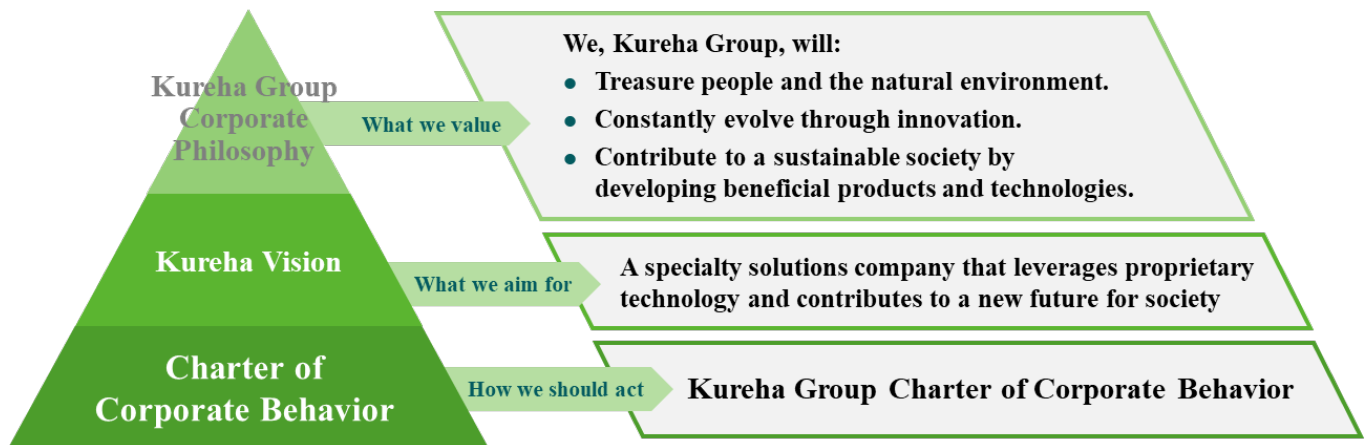 Kureha Group
Corporate
Philosophy
What we value
We, Kureha Group, will:
● Treasure people and the natural environment.
● Constantly evolve through innovation.
● Contribute to a sustainable society by
developing beneficial products and technologies.
Kureha Vision
What we aim for
A specialty solutions company that leverages proprietary
technology and contributes to a new future for society
Charter of
Corporate Behavior
How we should act
Kureha Group Charter of Corporate Behavior